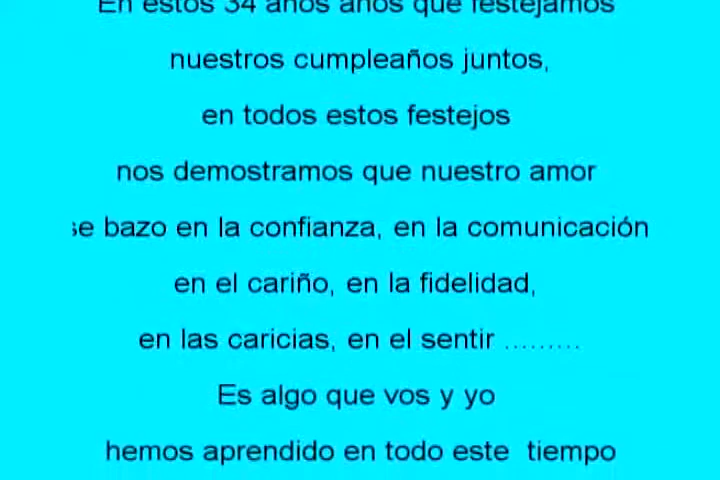 En estos 34 años años que festejamos
nuestros cumpleaños juntos,
en todos estos festejos
nos demostramos que nuestro amor
se bazo en la confianza, en la comunicación
en el cariño, en la fidelidad,
en las caricias, en el sentir .........
Es algo que vos y yo
hemos aprendido en todo este  tiempo